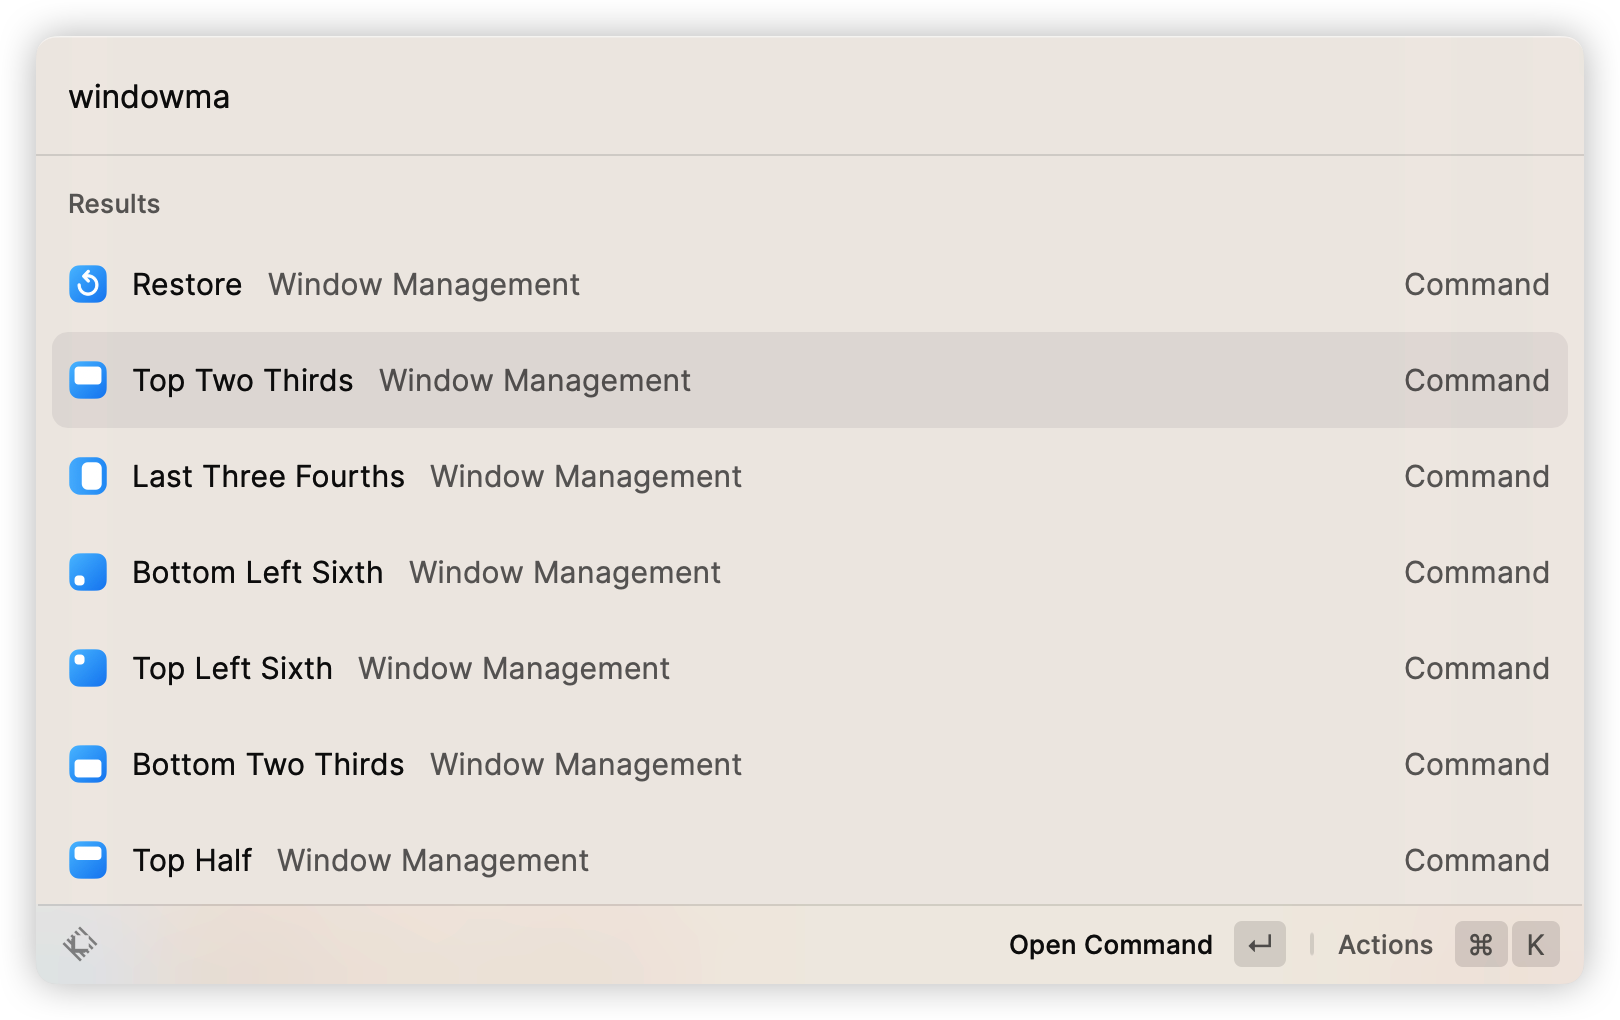 windowma
Results
Restore Window Management Command
Top Two Thirds Window Management Command
Last Three Fourths Window Management Command
Bottom Left Sixth Window Management Command
Top Left Sixth Window Management Command
Bottom Two Thirds Window Management Command
Top Half Window Management Command
Open Command ↵ Actions ⌘ K